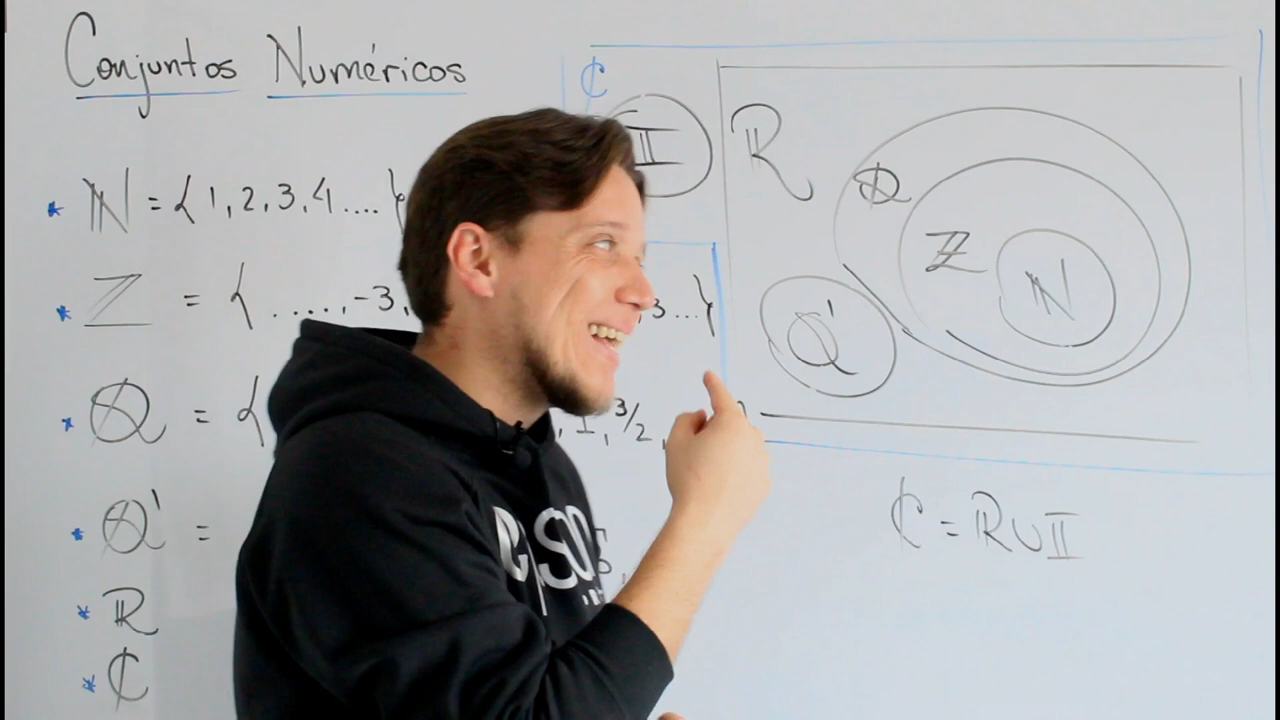 Conjuntos Numéricos
* ℕ = { 1, 2, 3, 4 .... }
* ℤ = { ....., -3, 3 ... }
* ℚ = { , 1, 3/2,
* ℚ' =
* ℝ
* ℂ
ℂ
𝕀
ℝ
ℚ
ℤ
ℕ
ℚ'
ℂ = ℝ ∪ 𝕀